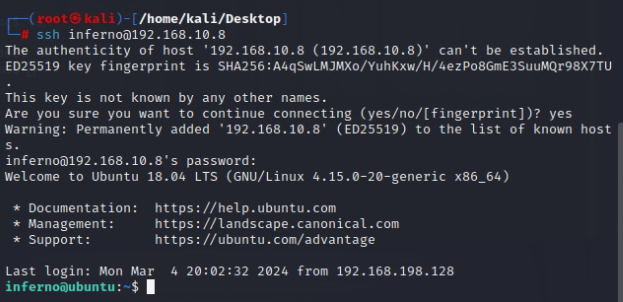 ┌──(root㉿kali)-[/home/kali/Desktop]
└─# ssh inferno@192.168.10.8
The authenticity of host '192.168.10.8 (192.168.10.8)' can't be established.
ED25519 key fingerprint is SHA256:A4qSwLMJMXo/YuhKxw/H/4ezPo8GmE3SuuMQr98X7TU
.
This key is not known by any other names.
Are you sure you want to continue connecting (yes/no/[fingerprint])? yes
Warning: Permanently added '192.168.10.8' (ED25519) to the list of known host
s.
inferno@192.168.10.8's password:
Welcome to Ubuntu 18.04 LTS (GNU/Linux 4.15.0-20-generic x86_64)
* Documentation:  https://help.ubuntu.com
* Management:     https://landscape.canonical.com
* Support:        https://ubuntu.com/advantage
Last login: Mon Mar  4 20:02:32 2024 from 192.168.198.128
inferno@ubuntu:~$